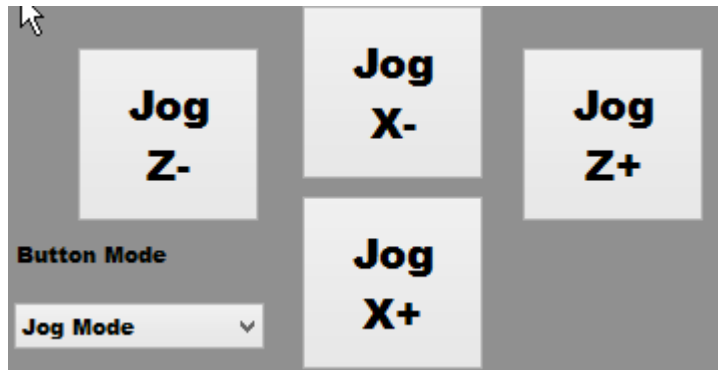 Jog
Z-
Jog
X-
Jog
Z+
Button Mode
Jog Mode
Jog
X+